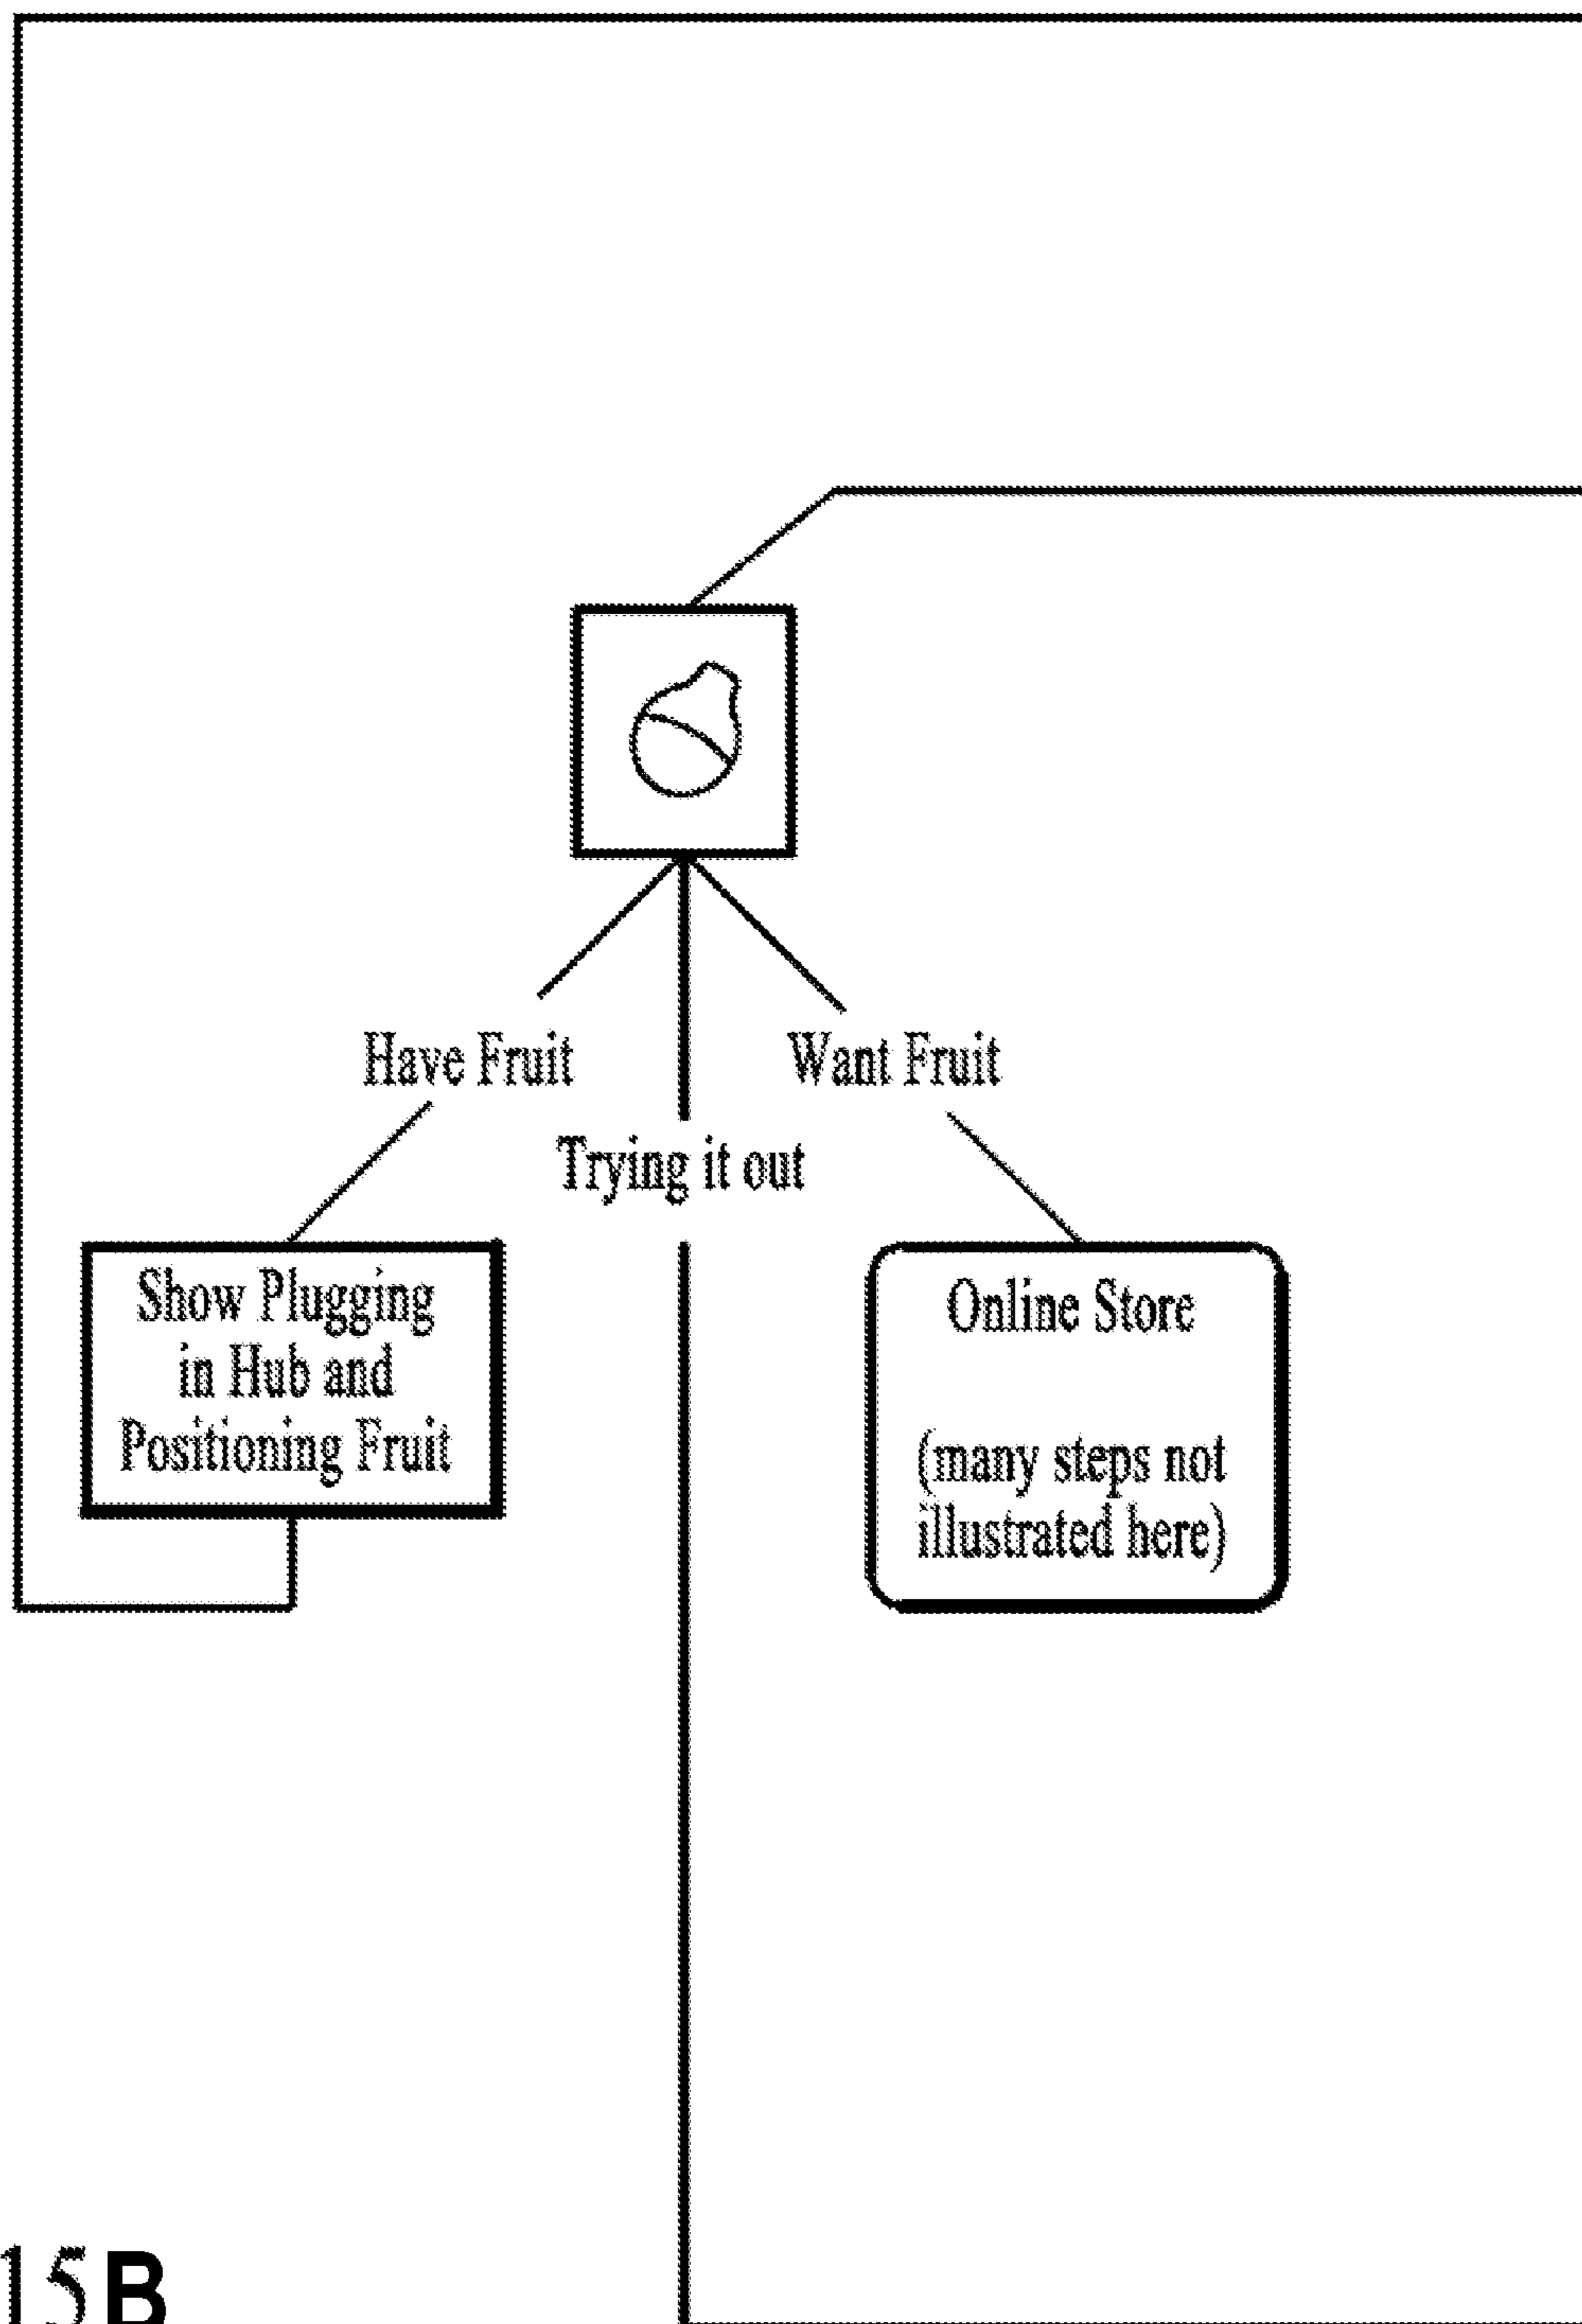 Have Fruit
Want Fruit
Trying it out
Show Plugging
in Hub and
Positioning Fruit
Online Store
(many steps not
illustrated here)
15B